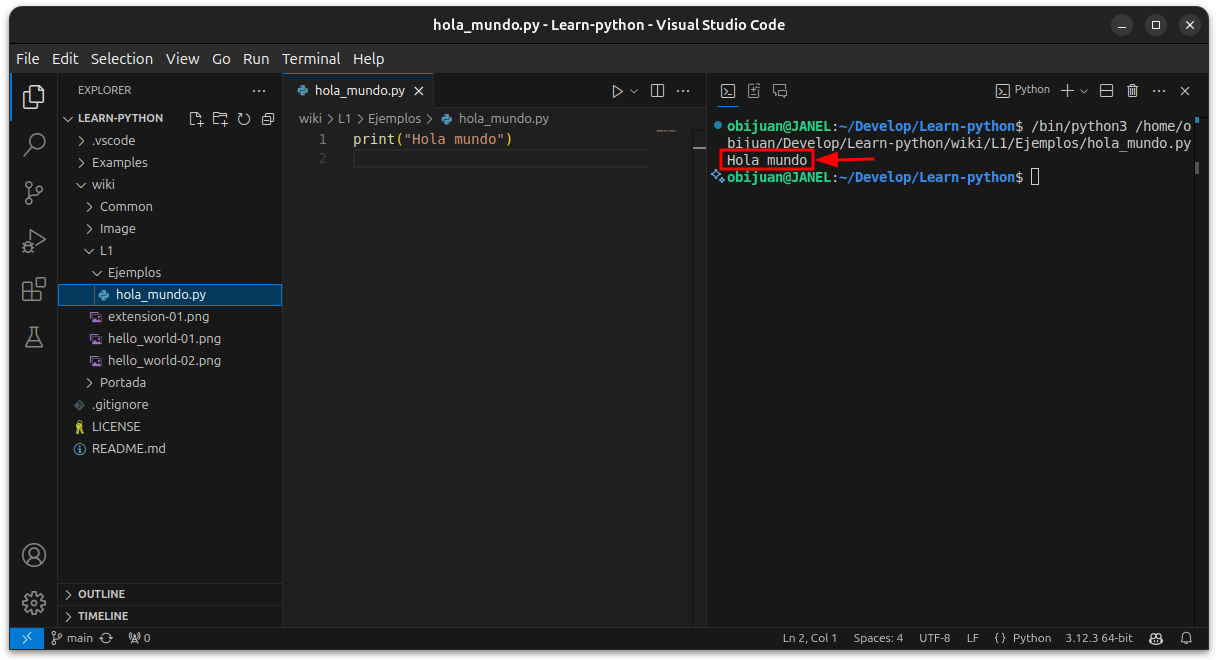 hola_mundo.py - Learn-python - Visual Studio Code
File Edit Selection View Go Run Terminal Help
EXPLORER
LEARN-PYTHON
.vscode
Examples
wiki
Common
Image
L1
Ejemplos
hola_mundo.py
extension-01.png
hello_world-01.png
hello_world-02.png
Portada
.gitignore
LICENSE
README.md
OUTLINE
TIMELINE
hola_mundo.py
wiki > L1 > Ejemplos > hola_mundo.py
1 print("Hola mundo")
2
Python
obijuan@JANEL:~/Develop/Learn-python$ /bin/python3 /home/o
bijuan/Develop/Learn-python/wiki/L1/Ejemplos/hola_mundo.py
Hola mundo
obijuan@JANEL:~/Develop/Learn-python$
main 0 Ln 2, Col 1 Spaces: 4 UTF-8 LF {} Python 3.12.3 64-bit